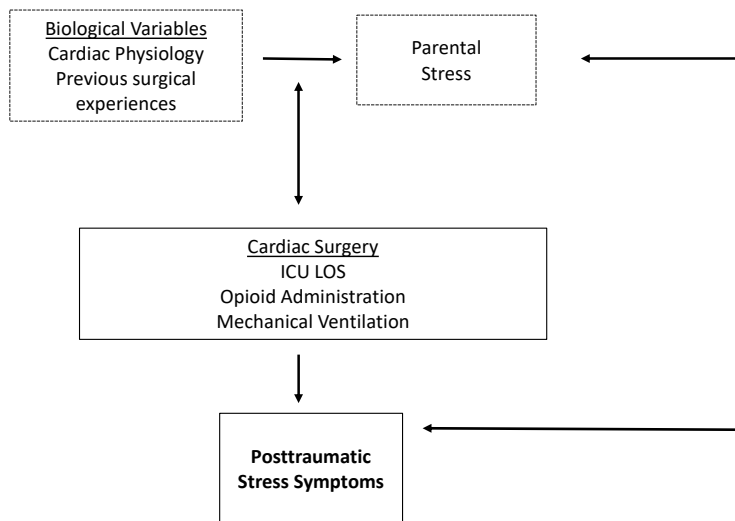 Biological Variables
Cardiac Physiology
Previous surgical
experiences
Parental
Stress
Cardiac Surgery
ICU LOS
Opioid Administration
Mechanical Ventilation
Posttraumatic
Stress Symptoms